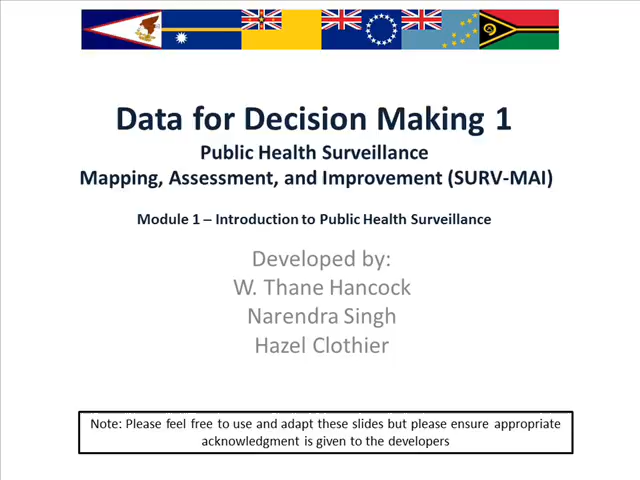 Data for Decision Making 1
Public Health Surveillance
Mapping, Assessment, and Improvement (SURV-MAI)
Module 1 – Introduction to Public Health Surveillance
Developed by:
W. Thane Hancock
Narendra Singh
Hazel Clothier
Note: Please feel free to use and adapt these slides but please ensure appropriate
acknowledgment is given to the developers